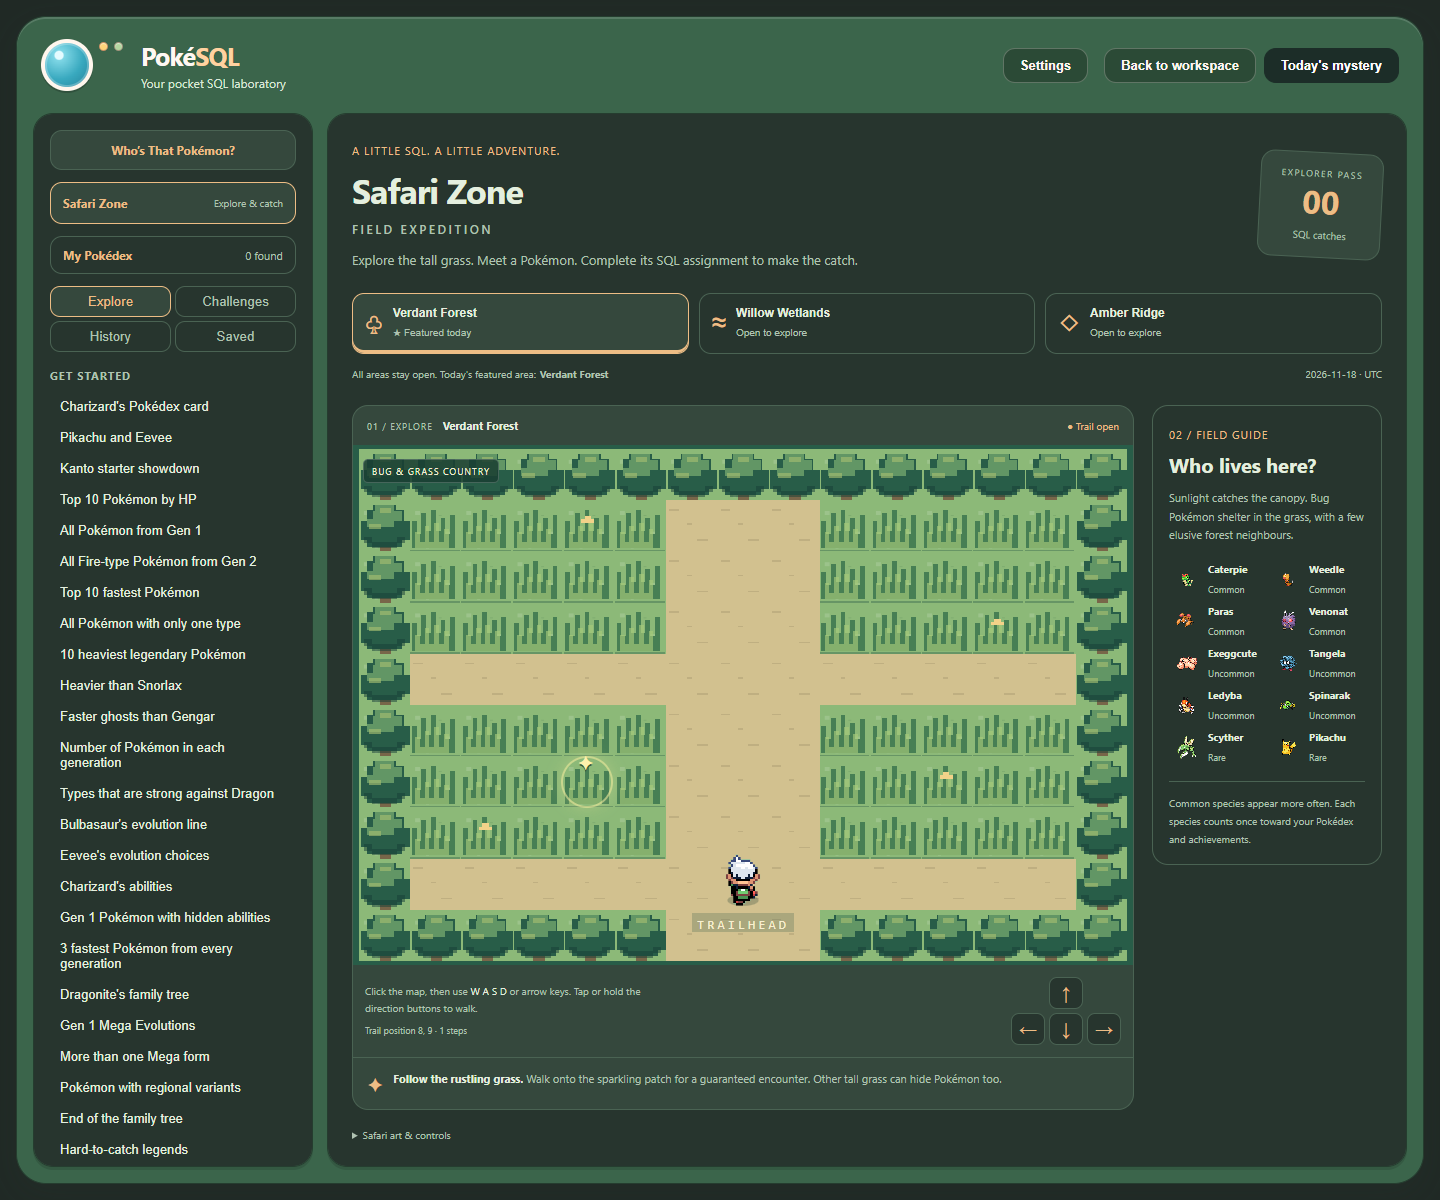 PokéSQL
Your pocket SQL laboratory
Settings
Back to workspace
Today's mystery
Who's That Pokémon?
Safari Zone
Explore & catch
My Pokédex
0 found
Explore
Challenges
History
Saved
GET STARTED
Charizard's Pokédex card
Pikachu and Eevee
Kanto starter showdown
Top 10 Pokémon by HP
All Pokémon from Gen 1
All Fire-type Pokémon from Gen 2
Top 10 fastest Pokémon
All Pokémon with only one type
10 heaviest legendary Pokémon
Heavier than Snorlax
Faster ghosts than Gengar
Number of Pokémon in each
generation
Types that are strong against Dragon
Bulbasaur's evolution line
Eevee's evolution choices
Charizard's abilities
Gen 1 Pokémon with hidden abilities
3 fastest Pokémon from every
generation
Dragonite's family tree
Gen 1 Mega Evolutions
More than one Mega form
Pokémon with regional variants
End of the family tree
Hard-to-catch legends
A LITTLE SQL. A LITTLE ADVENTURE.
Safari Zone
FIELD EXPEDITION
Explore the tall grass. Meet a Pokémon. Complete its SQL assignment to make the catch.
EXPLORER PASS
00
SQL catches
Verdant Forest
★ Featured today
Willow Wetlands
Open to explore
Amber Ridge
Open to explore
All areas stay open. Today's featured area: Verdant Forest
2026-11-18 · UTC
01 / EXPLORE Verdant Forest
Trail open
BUG & GRASS COUNTRY
TRAILHEAD
Click the map, then use W A S D or arrow keys. Tap or hold the
direction buttons to walk.
Trail position 8, 9 · 1 steps
↑
← ↓ →
Follow the rustling grass. Walk onto the sparkling patch for a guaranteed encounter. Other tall grass can hide Pokémon too.
Safari art & controls
02 / FIELD GUIDE
Who lives here?
Sunlight catches the canopy. Bug
Pokémon shelter in the grass, with a few
elusive forest neighbours.
Caterpie
Common
Weedle
Common
Paras
Common
Venonat
Common
Exeggcute
Uncommon
Tangela
Uncommon
Ledyba
Uncommon
Spinarak
Uncommon
Scyther
Rare
Pikachu
Rare
Common species appear more often. Each
species counts once toward your Pokédex
and achievements.